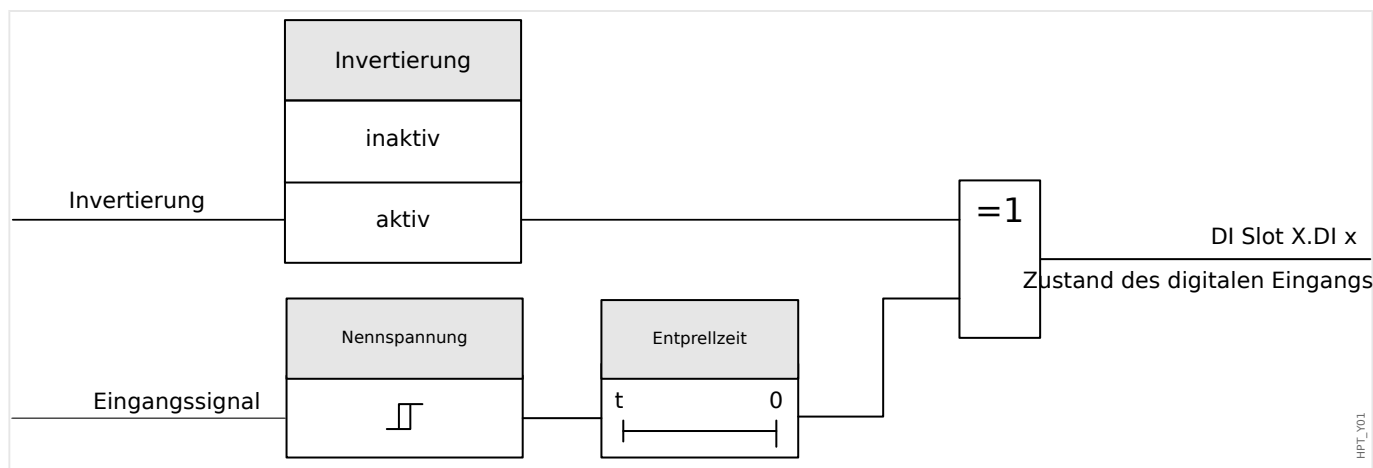 Invertierung
inaktiv
Invertierung
aktiv
=1
DI Slot X.DI x
Zustand des digitalen Eingangs
Nennspannung
Entprellzeit
Eingangssignal
t 0
HPT_Y01